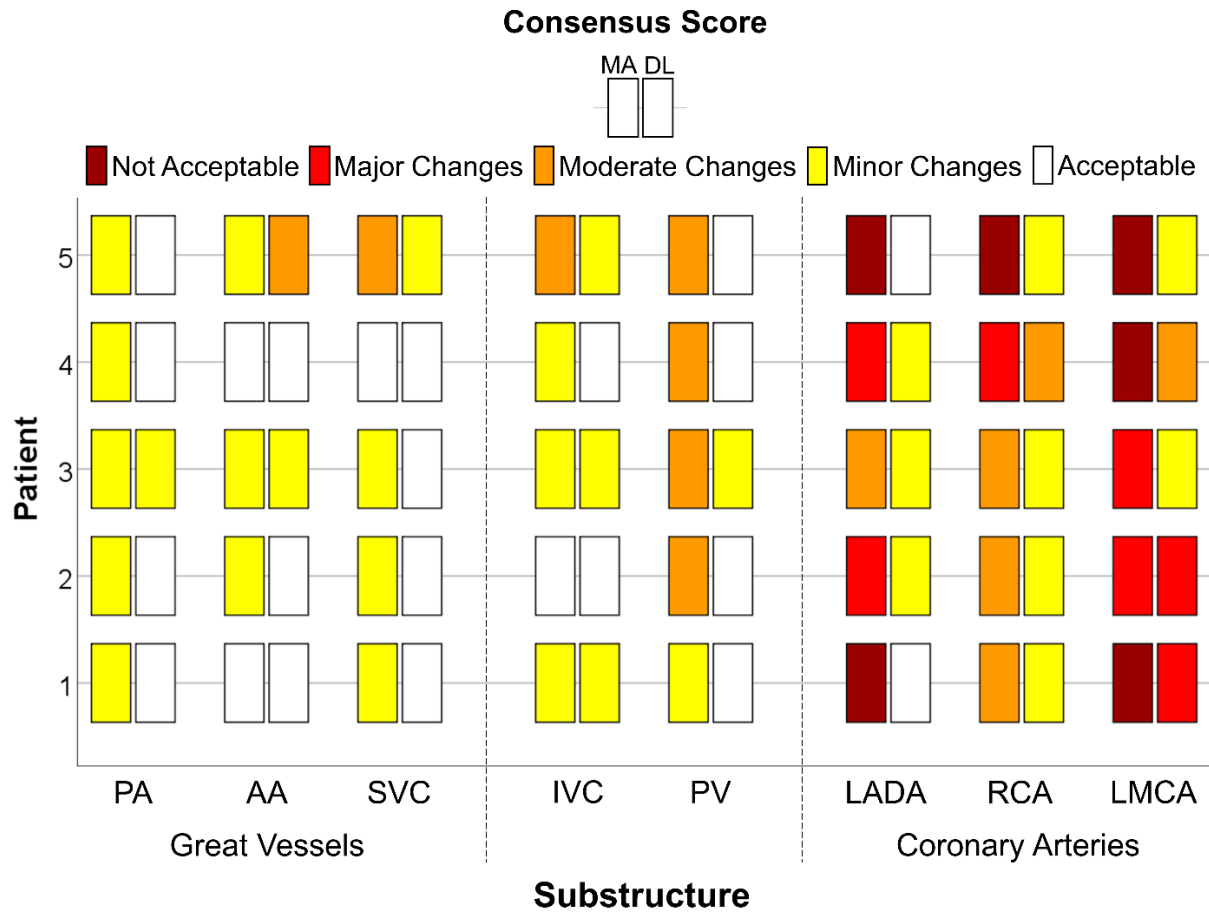 Consensus Score
MA DL
Not Acceptable Major Changes Moderate Changes Minor Changes Acceptable
5
4
3
2
1
Patient
PA AA SVC IVC PV LADA RCA LMCA
Great Vessels Coronary Arteries
Substructure